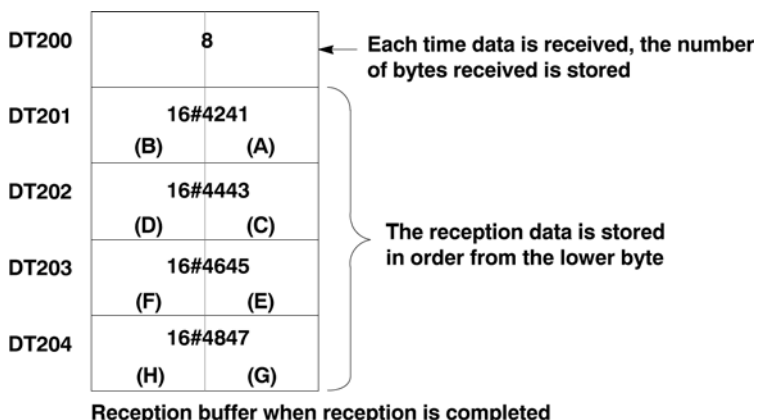 DT200 8
Each time data is received, the number
of bytes received is stored
DT201 16#4241
(B) (A)
DT202 16#4443
(D) (C)
The reception data is stored
in order from the lower byte
DT203 16#4645
(F) (E)
DT204 16#4847
(H) (G)
Reception buffer when reception is completed